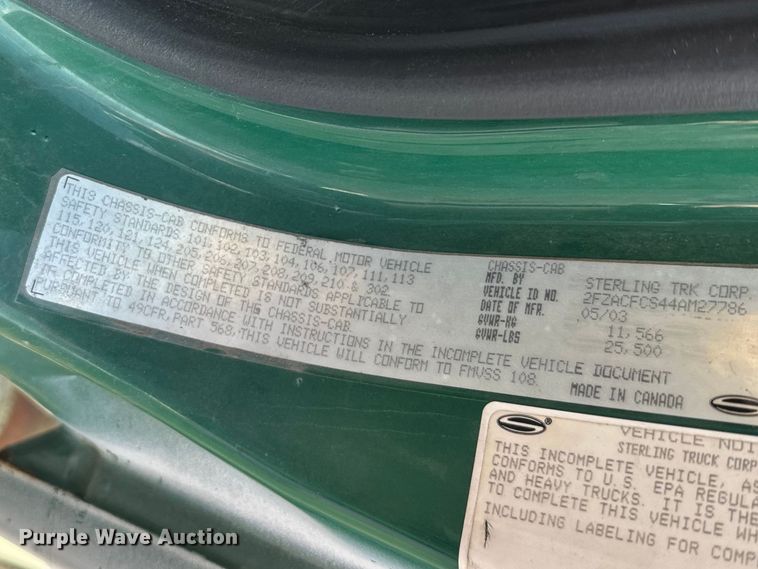 THIS CHASSIS-CAB CONFORMS TO FEDERAL MOTOR VEHICLE
SAFETY STANDARDS 101, 102, 103, 104, 106, 107, 111, 113
115, 120, 121, 124, 205, 206, 207, 208, 209, 210 & 302
CONFORMITY TO OTHER SAFETY STANDARDS APPLICABLE TO
THIS VEHICLE WHEN COMPLETED IS NOT SUBSTANTIALLY
AFFECTED BY THE DESIGN OF THE CHASSIS-CAB.
IF COMPLETED IN ACCORDANCE WITH INSTRUCTIONS IN THE INCOMPLETE VEHICLE DOCUMENT
PURSUANT TO 49CFR, PART 568, THIS VEHICLE WILL CONFORM TO FMVSS 108
CHASSIS-CAB
MFD. BY STERLING TRK CORP
VEHICLE ID NO. 2FZACFCS44AM27786
DATE OF MFR. 05/03
GVWR-KG 11,566
GVWR-LBS 25,500
MADE IN CANADA
VEHICLE NOTI
STERLING TRUCK CORP
THIS INCOMPLETE VEHICLE, AS
CONFORMS TO U.S. EPA REGULA
AND HEAVY TRUCKS. IT IS THE
TO COMPLETE THIS VEHICLE WH
INCLUDING LABELING FOR COMP
Purple Wave Auction